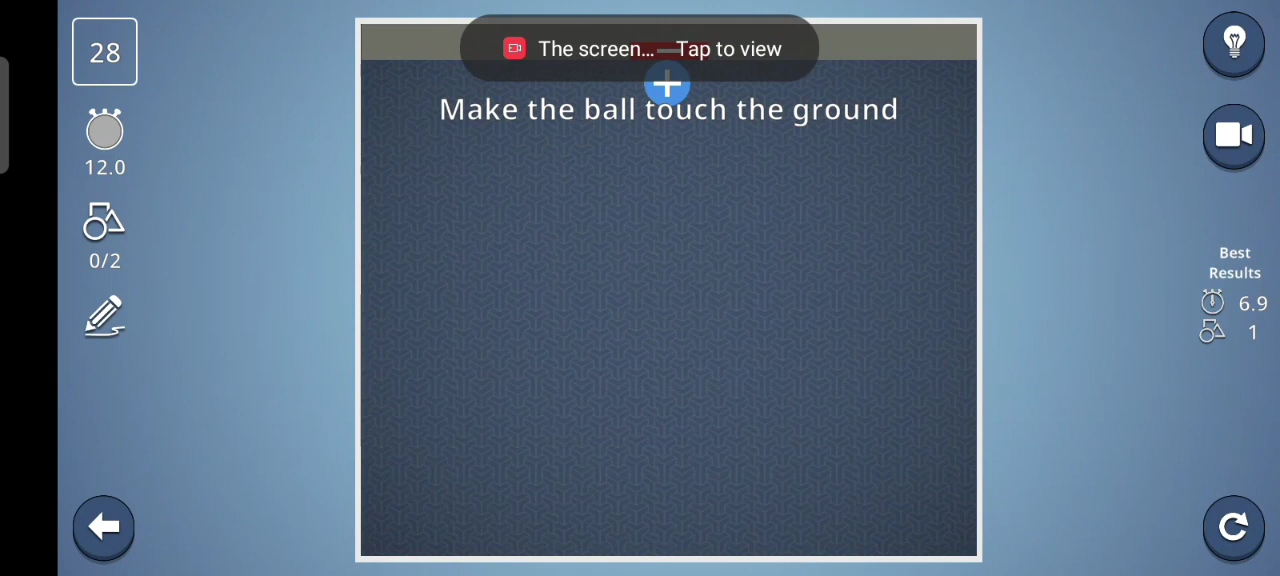 28
The screen... Tap to view
Make the ball touch the ground
12.0
0/2
Best
Results
6.9
1